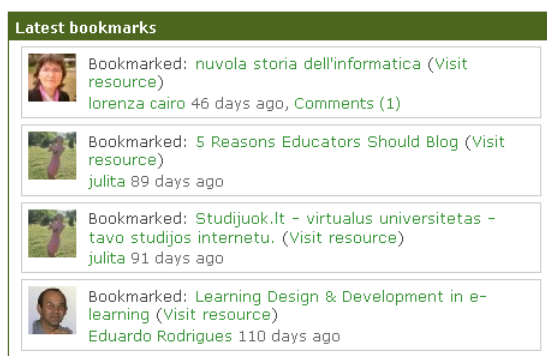 Latest bookmarks
Bookmarked: nuvola storia dell'informatica (Visit
resource)
lorenza cairo 46 days ago, Comments (1)
Bookmarked: 5 Reasons Educators Should Blog (Visit
resource)
julita 89 days ago
Bookmarked: Studijuok.lt - virtualus universitetas -
tavo studijos internetu. (Visit resource)
julita 91 days ago
Bookmarked: Learning Design & Development in e-
learning (Visit resource)
Eduardo Rodrigues 110 days ago